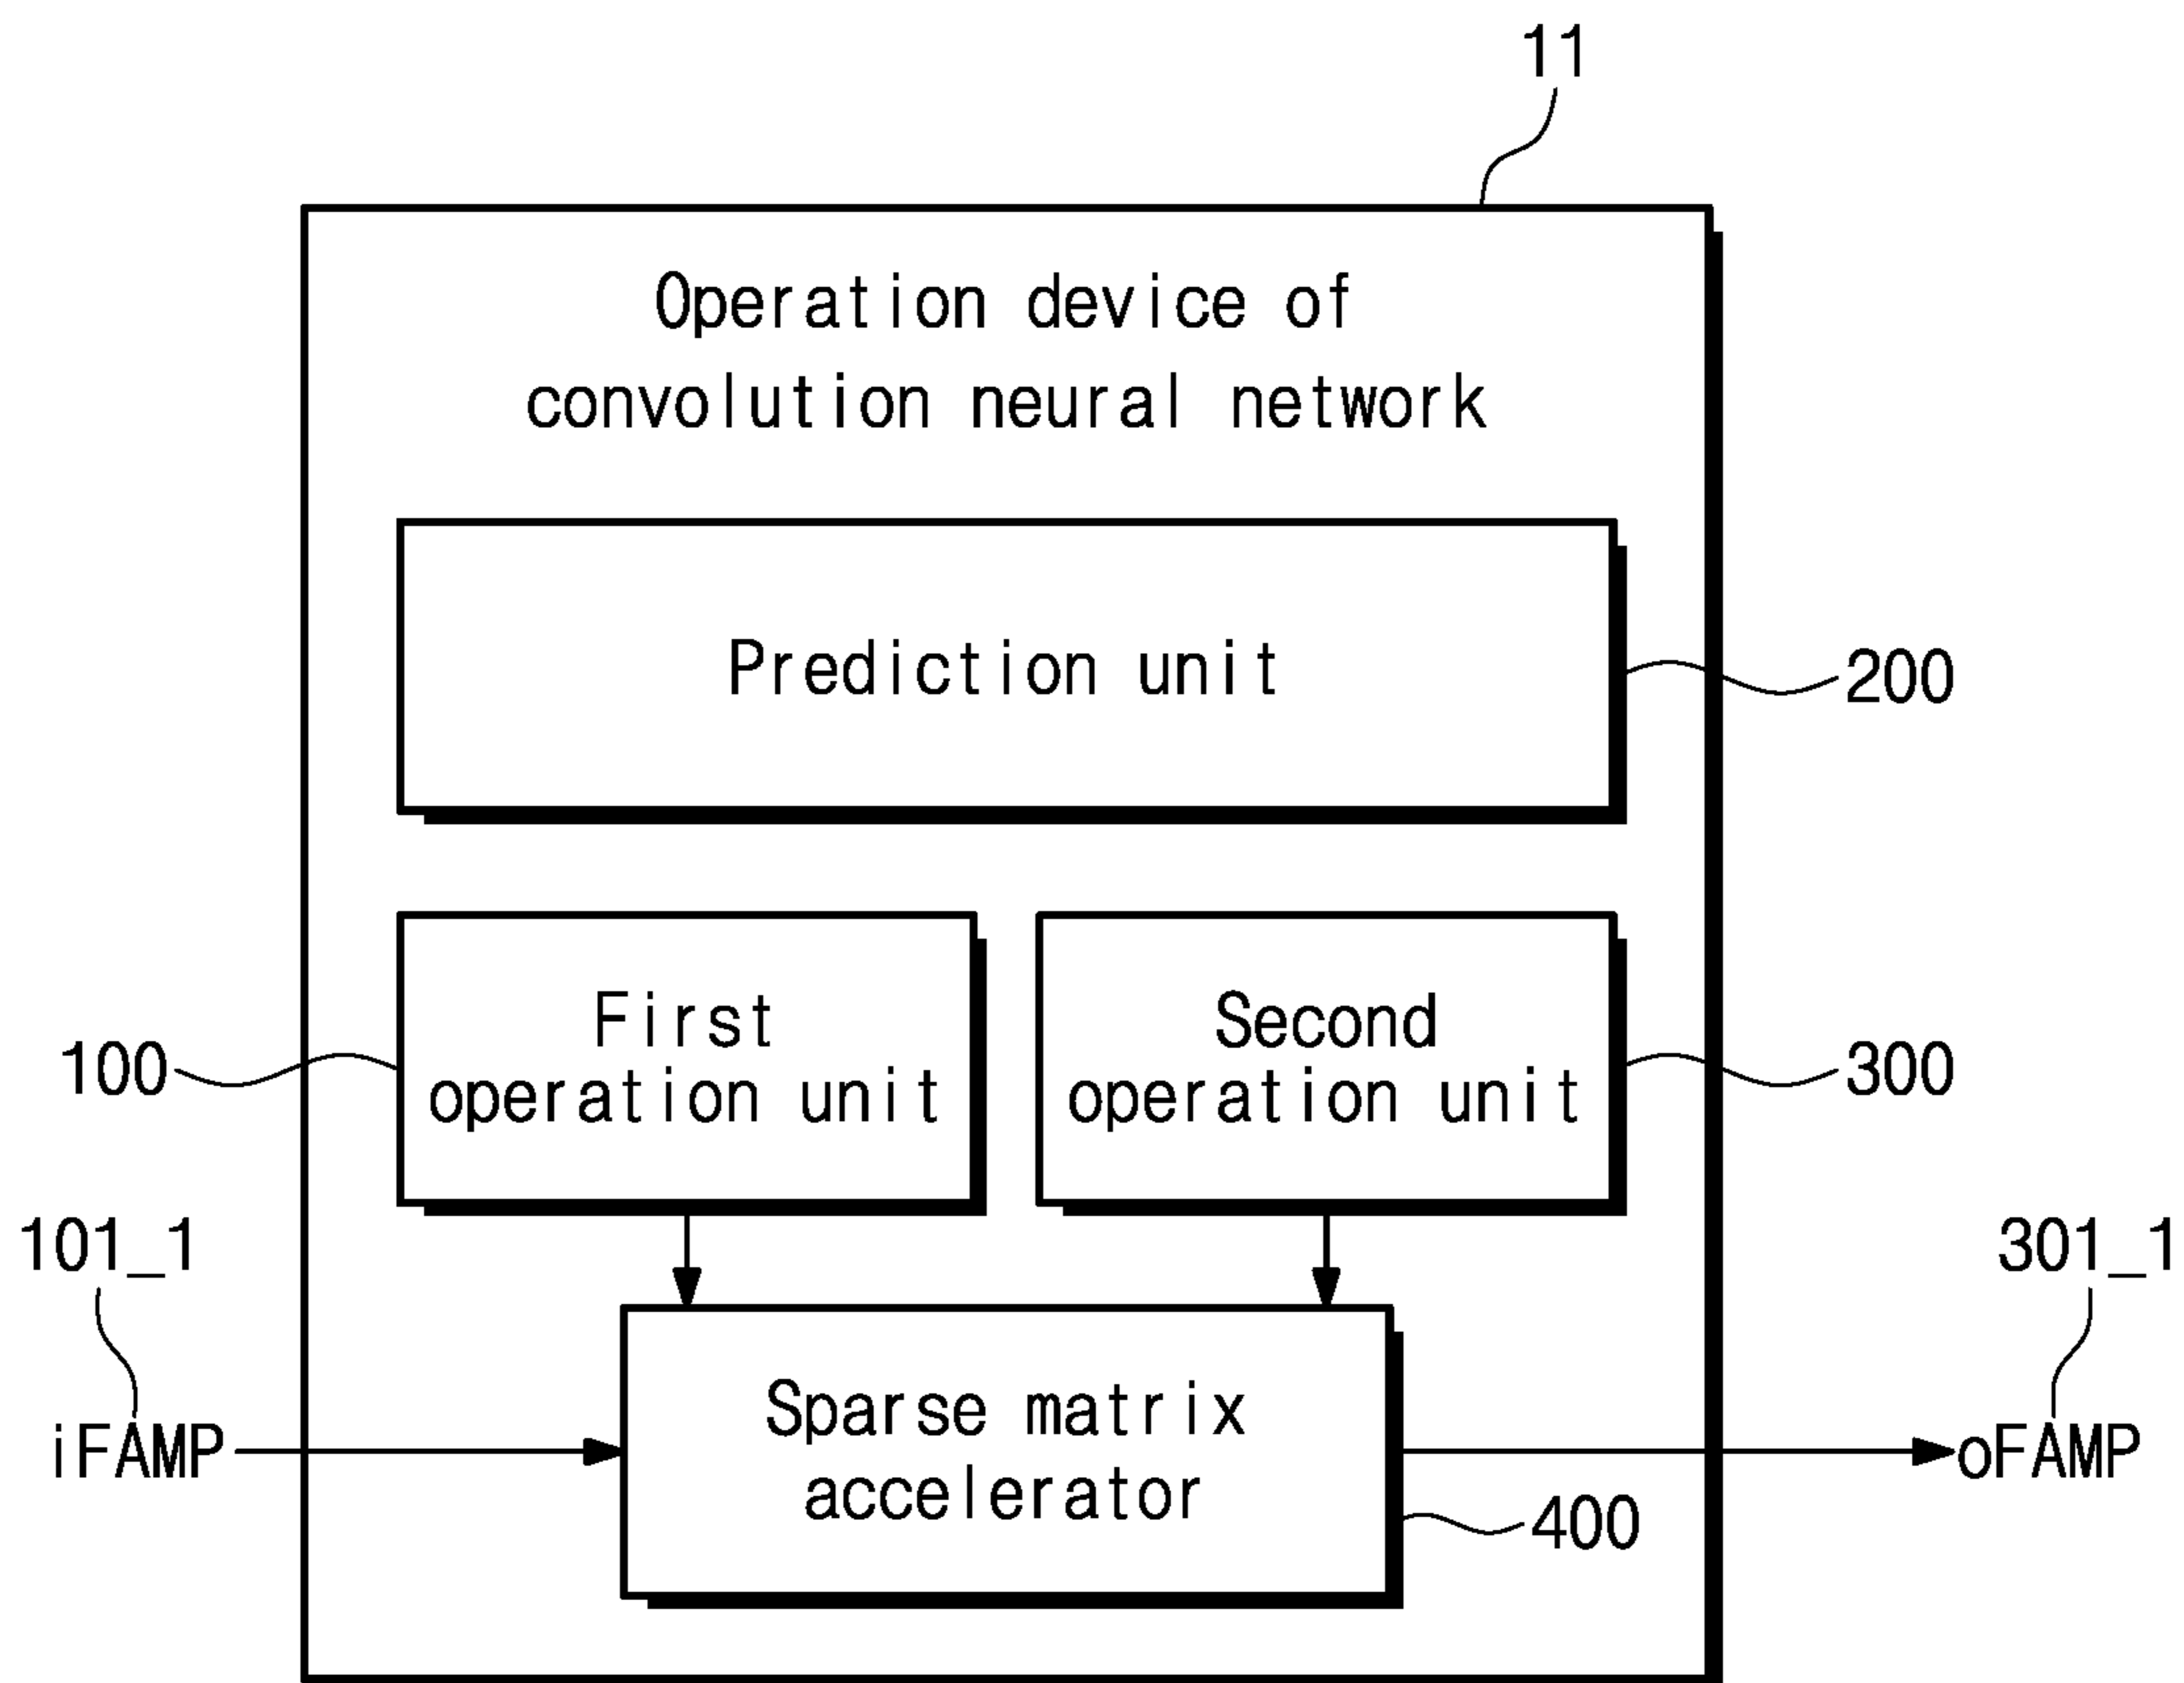 11
Operation device of
convolution neural network
Prediction unit
200
First
operation unit
Second
operation unit
100
300
101_1
301_1
iFAMP
Sparse matrix
accelerator
oFAMP
400